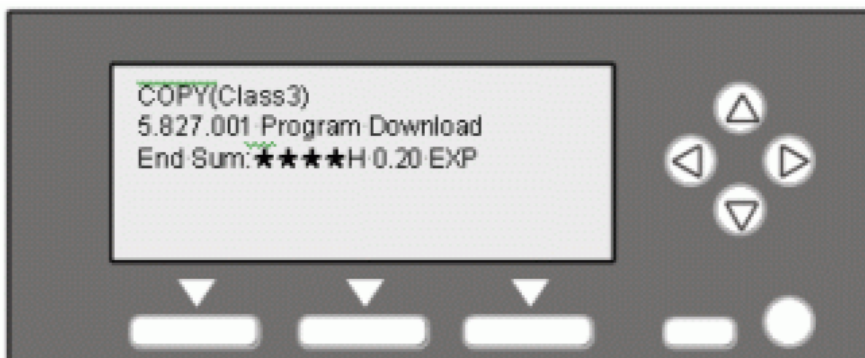 COPY(Class3)
5.827.001 Program Download
End Sum:★★★★H 0.20 EXP